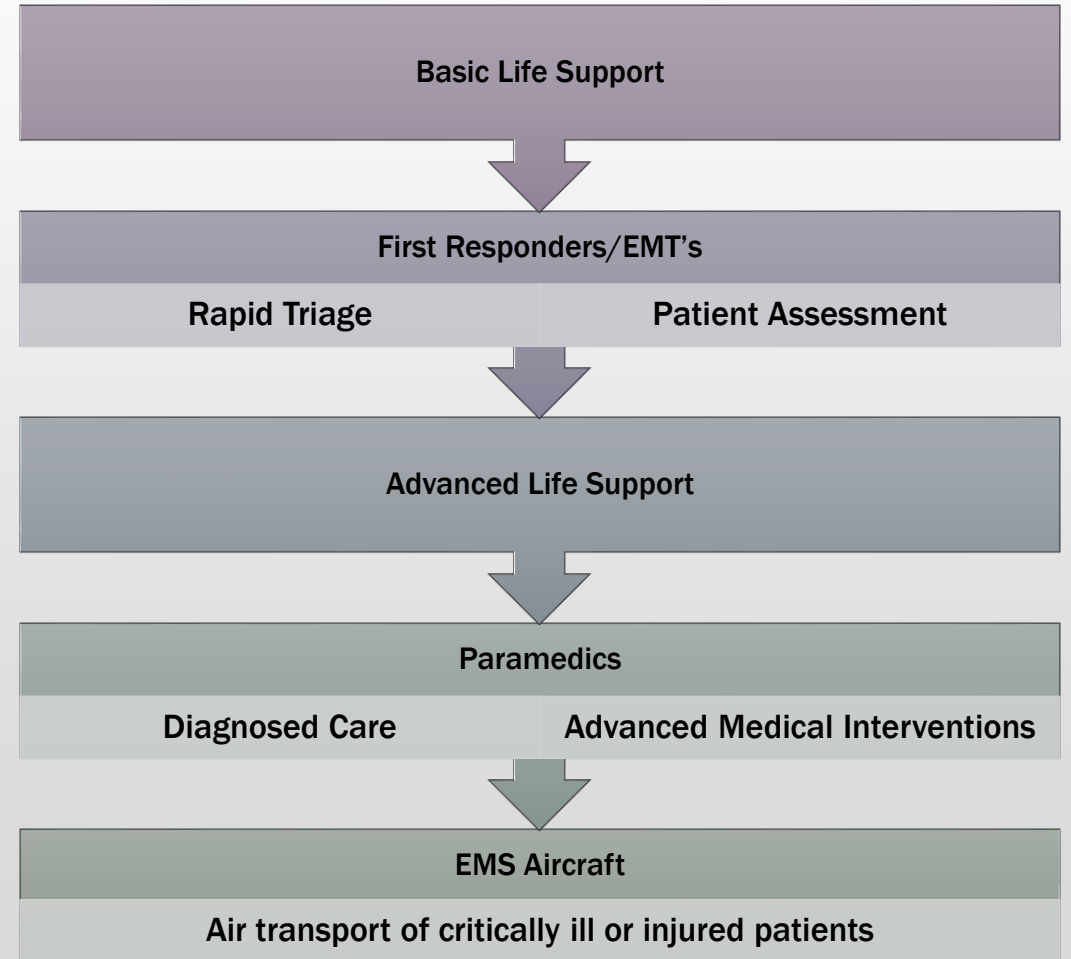 Basic Life Support
First Responders/EMT’s
Rapid Triage
Patient Assessment
Advanced Life Support
Paramedics
Diagnosed Care
Advanced Medical Interventions
EMS Aircraft
Air transport of critically ill or injured patients